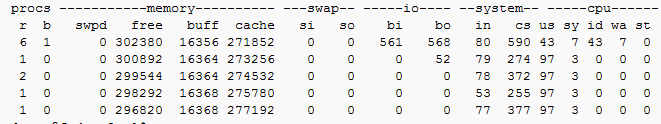 procs -----------memory---------- ---swap-- -----io---- --system-- -----cpu------
r b swpd free buff cache si so bi bo in cs us sy id wa st
6 1 0 302380 16356 271852 0 0 561 568 80 590 43 7 43 7 0
1 0 0 300892 16364 273256 0 0 0 52 79 274 97 3 0 0 0
2 0 0 299544 16364 274532 0 0 0 0 78 372 97 3 0 0 0
1 0 0 298292 16368 275780 0 0 0 0 53 255 97 3 0 0 0
1 0 0 296820 16368 277192 0 0 0 0 77 377 97 3 0 0 0